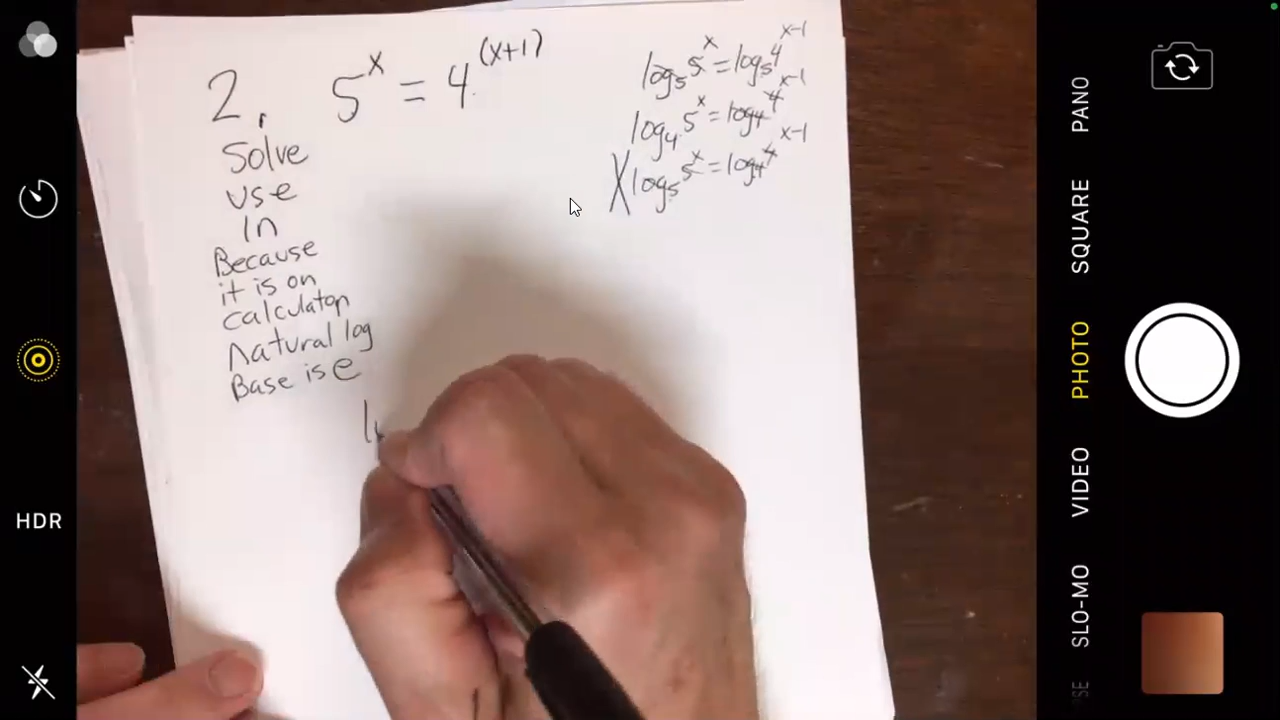 2. 5^x = 4^(x+1)
Solve
use
ln
Because
it is on
calculator
natural log
Base is e
log₅ 5^x = log₅ 4^x-1
log₄ 5^x = log₄ 4^x-1
X log₅ 5^x = log₄ 4^x-1
HDR
PANO
SQUARE
PHOTO
VIDEO
SLO-MO
SE